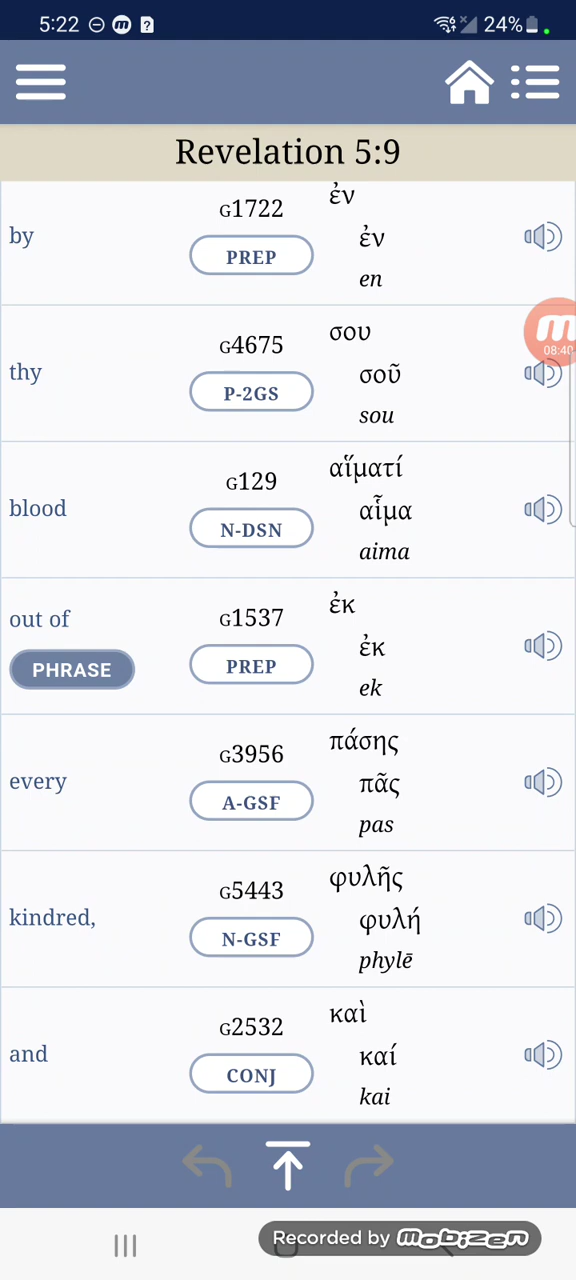 5:22 24%
Revelation 5:9
by G1722 ἐν
PREP ἐν
en
08:40
thy G4675 σου
P-2GS σοῦ
sou
blood G129 αἵματί
N-DSN αἷμα
aima
out of G1537 ἐκ
PHRASE PREP ἐκ
ek
every G3956 πάσης
A-GSF πᾶς
pas
kindred, G5443 φυλῆς
N-GSF φυλή
phylē
and G2532 καὶ
CONJ καί
kai
Recorded by mobizen